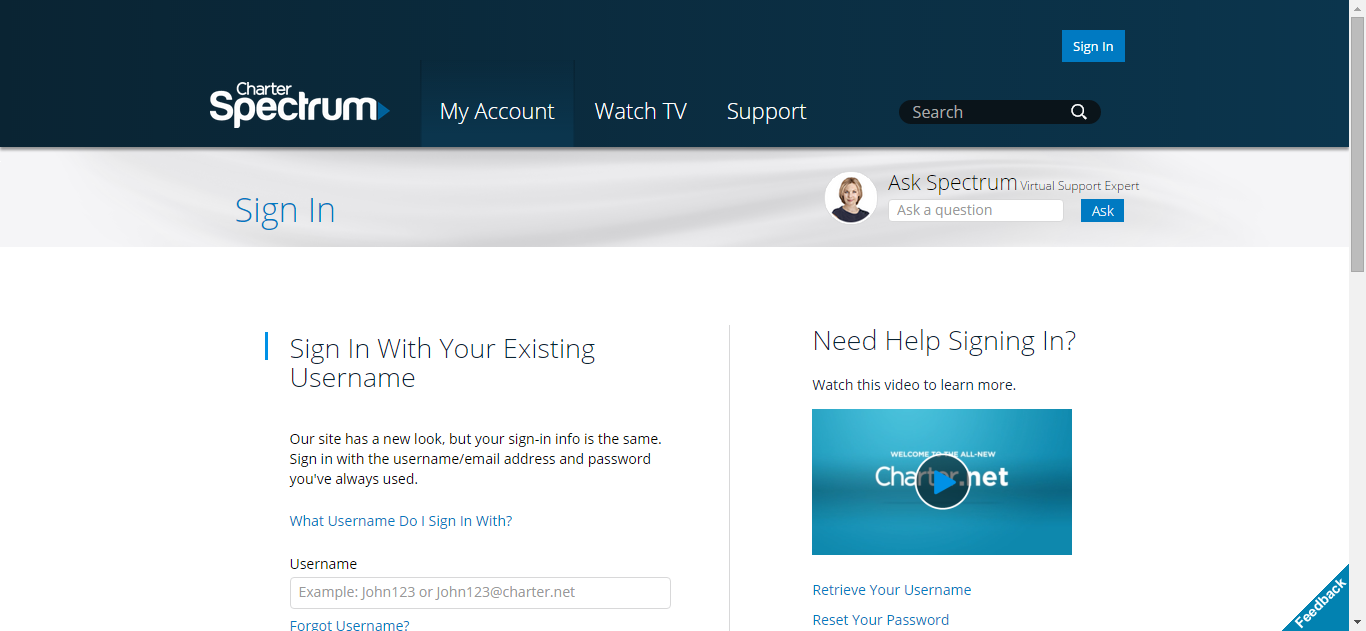 Sign In
Charter
Spectrum
My Account
Watch TV
Support
Search
Sign In
Ask Spectrum Virtual Support Expert
Ask a question
Ask
Sign In With Your Existing
Username
Our site has a new look, but your sign-in info is the same.
Sign in with the username/email address and password
you've always used.
What Username Do I Sign In With?
Username
Example: John123 or John123@charter.net
Forgot Username?
Need Help Signing In?
Watch this video to learn more.
WELCOME TO THE ALL-NEW
Charter.net
Retrieve Your Username
Reset Your Password
Feedback